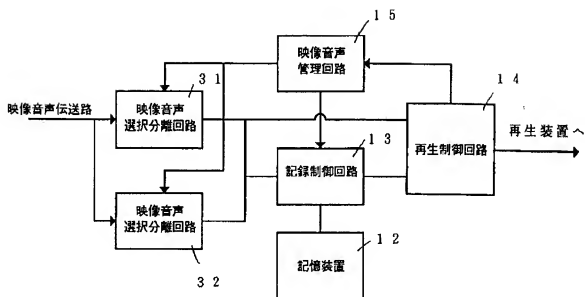 15
映像音声
管理回路
31
14
映像音声伝送路
映像音声
選択分離回路
再生装置へ
13
再生制御回路
記録制御回路
映像音声
選択分離回路
12
記憶装置
32